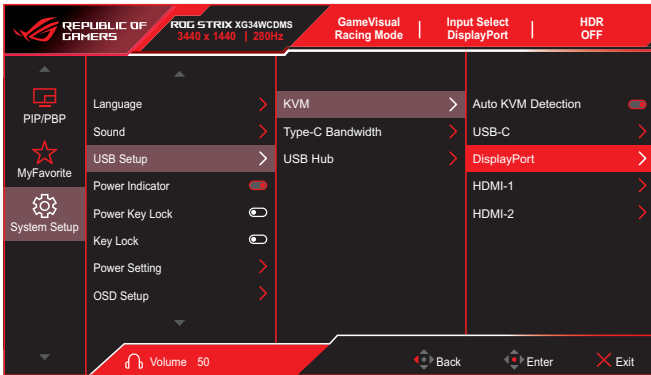 REPUBLIC OF
GAMERS
ROG STRIX XG34WCDMS
3440 x 1440 | 280Hz
GameVisual
Racing Mode
Input Select
DisplayPort
HDR
OFF
PIP/PBP
MyFavorite
System Setup
Language
Sound
USB Setup
Power Indicator
Power Key Lock
Key Lock
Power Setting
OSD Setup
KVM
Type-C Bandwidth
USB Hub
Auto KVM Detection
USB-C
DisplayPort
HDMI-1
HDMI-2
Volume 50
Back
Enter
Exit